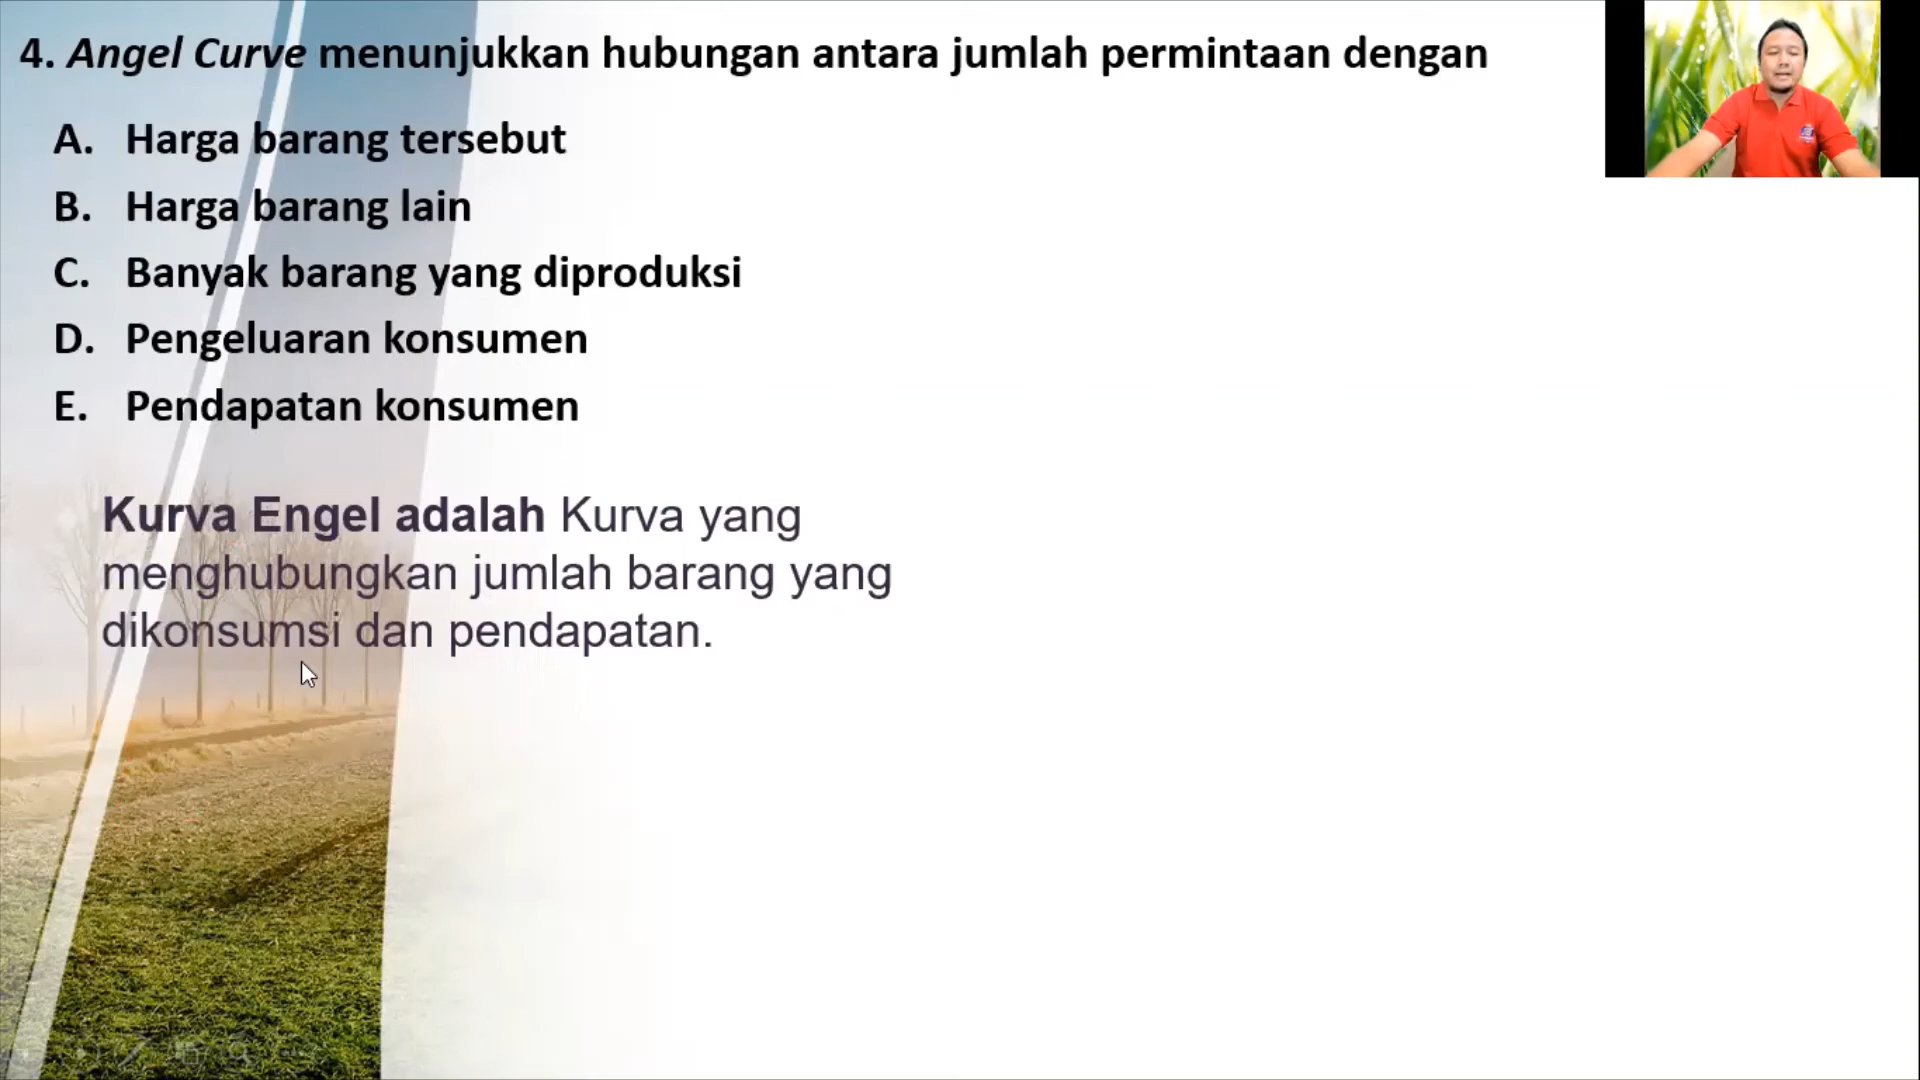 4. Angel Curve menunjukkan hubungan antara jumlah permintaan dengan
A. Harga barang tersebut
B. Harga barang lain
C. Banyak barang yang diproduksi
D. Pengeluaran konsumen
E. Pendapatan konsumen
Kurva Engel adalah Kurva yang
menghubungkan jumlah barang yang
dikonsumsi dan pendapatan.